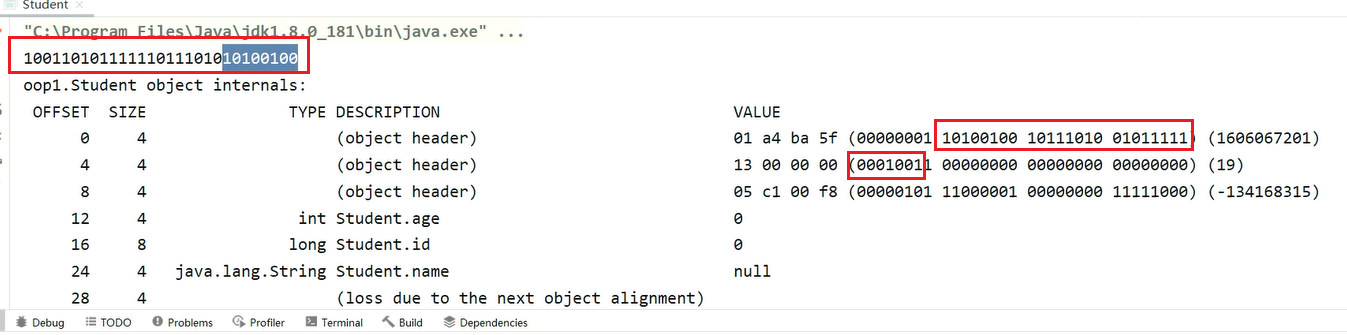 Student ×
"C:\Program Files\Java\jdk1.8.0_181\bin\java.exe" ...
10011010111111011101010100100
oop1.Student object internals:
OFFSET SIZE TYPE DESCRIPTION VALUE
0 4 (object header) 01 a4 ba 5f (00000001 10100100 10111010 01011111) (1606067201)
4 4 (object header) 13 00 00 00 (00010011 00000000 00000000 00000000) (19)
8 4 (object header) 05 c1 00 f8 (00000101 11000001 00000000 11111000) (-134168315)
12 4 int Student.age 0
16 8 long Student.id 0
24 4 java.lang.String Student.name null
28 4 (loss due to the next object alignment)
Debug TODO Problems Profiler Terminal Build Dependencies